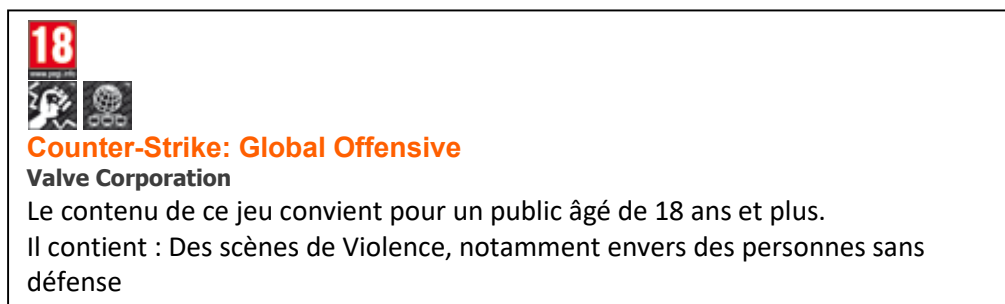 18
www.pegi.info
Counter-Strike: Global Offensive
Valve Corporation
Le contenu de ce jeu convient pour un public âgé de 18 ans et plus.
Il contient : Des scènes de Violence, notamment envers des personnes sans
défense